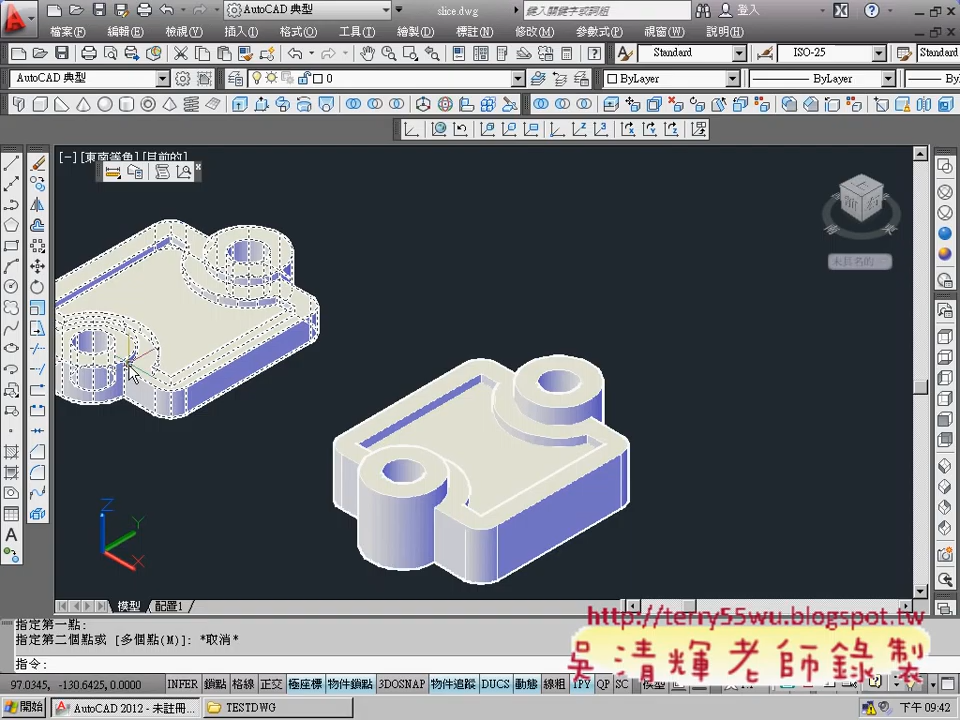 AutoCAD 典型
slice.dwg
鍵入關鍵字或詞組
登入
檔案(F) 編輯(E) 檢視(V) 插入(I) 格式(O) 工具(T) 繪製(D) 標註(N) 修改(M) 參數式(P) 視窗(W) 說明(H)
Standard ISO-25 Standard
AutoCAD 典型 0 ByLayer ByLayer
[-][東南等角][目前的]
Z
Y
X
模型 配置1
指定第一點:
指定第二個點或 [多個點(M)]: *取消*
指令:
http://terry55wu.blogspot.tw
吳清輝老師錄製
97.0345, -130.6425, 0.0000 INFER 鎖點 格線 正交 極座標 物件鎖點 3DOSNAP 物件追蹤 DUCS 動態 線粗 TPY QP SC 模型
開始 AutoCAD 2012 - 未註冊... TESTDWG 下午 09:42